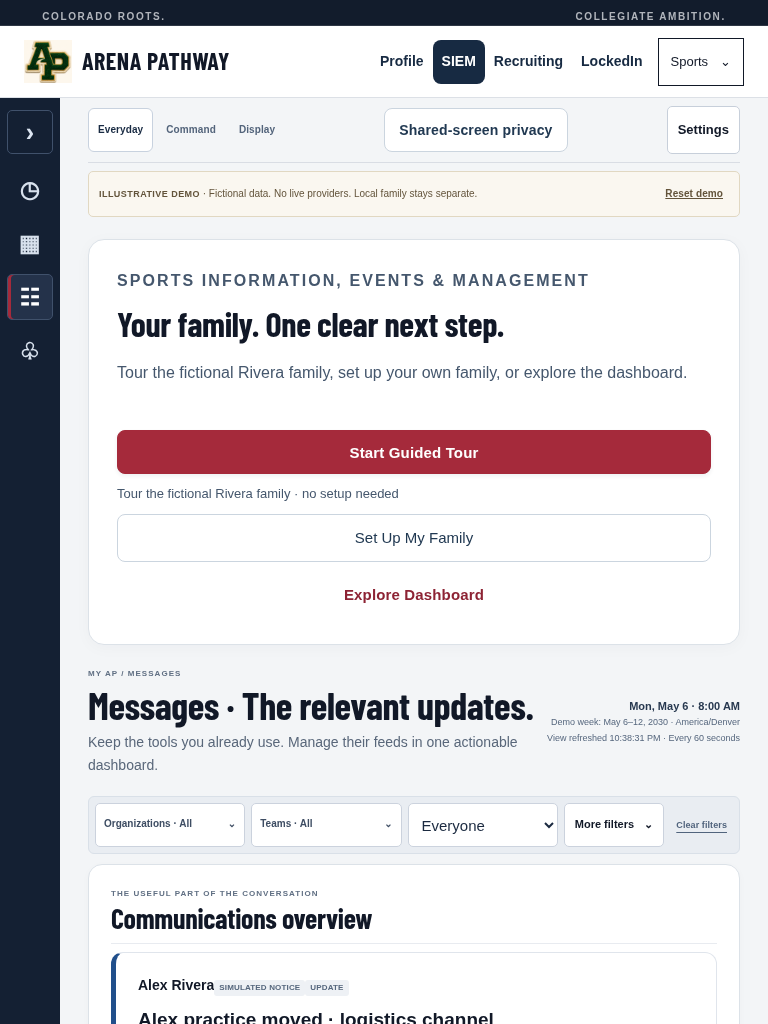 COLORADO ROOTS.
COLLEGIATE AMBITION.
AP
ARENA PATHWAY
Profile
SIEM
Recruiting
LockedIn
Sports
Everyday
Command
Display
Shared-screen privacy
Settings
ILLUSTRATIVE DEMO · Fictional data. No live providers. Local family stays separate.
Reset demo
SPORTS INFORMATION, EVENTS & MANAGEMENT
Your family. One clear next step.
Tour the fictional Rivera family, set up your own family, or explore the dashboard.
Start Guided Tour
Tour the fictional Rivera family · no setup needed
Set Up My Family
Explore Dashboard
MY AP / MESSAGES
Messages · The relevant updates.
Keep the tools you already use. Manage their feeds in one actionable
dashboard.
Mon, May 6 · 8:00 AM
Demo week: May 6–12, 2030 · America/Denver
View refreshed 10:38:31 PM · Every 60 seconds
Organizations · All
Teams · All
Everyone
More filters
Clear filters
THE USEFUL PART OF THE CONVERSATION
Communications overview
Alex Rivera
SIMULATED NOTICE
UPDATE
Alex practice moved · logistics channel